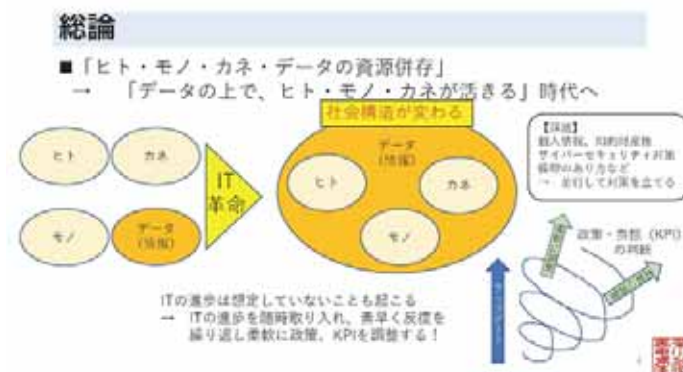 総論
■「ヒト・モノ・カネ・データの資源併存」
→ 「データの上で、ヒト・モノ・カネが活きる」時代へ
社会構造が変わる
ヒト
カネ
モノ
データ
(情報)
IT
革命
データ
(情報)
ヒト
カネ
モノ
【課題】
個人情報、知的財産権
サイバーセキュリティ対策
倫理のあり方など
→ 並行して対策を立てる
政策・負担（KPI）
の判断
ITの進歩は想定していないことも起こる
→ ITの進歩を随時取り入れ、素早く反復を
繰り返し柔軟に政策、KPIを調整する！